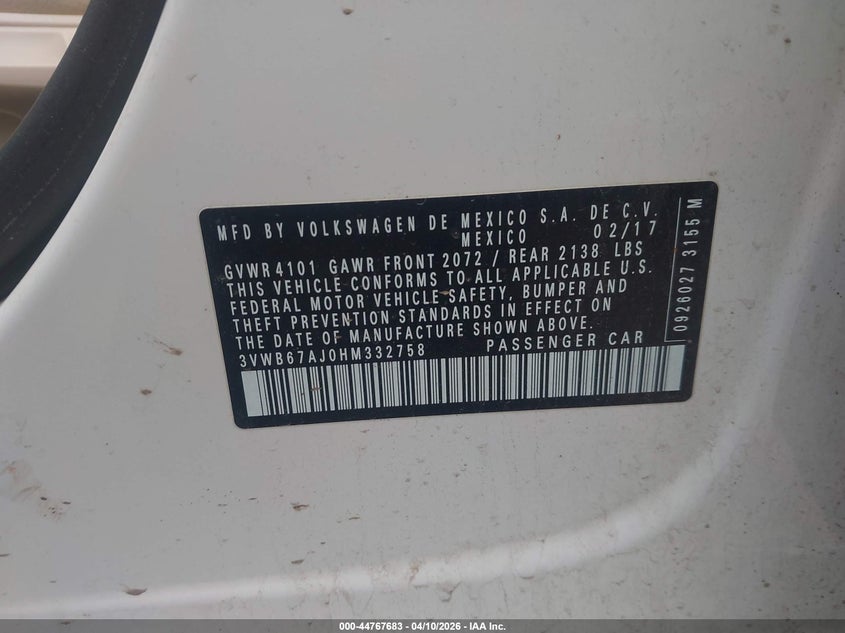 MFD BY VOLKSWAGEN DE MEXICO S.A. DE C.V.
MEXICO 02/17
GVWR 4101 GAWR FRONT 2072 / REAR 2138 LBS
THIS VEHICLE CONFORMS TO ALL APPLICABLE U.S.
FEDERAL MOTOR VEHICLE SAFETY, BUMPER AND
THEFT PREVENTION STANDARDS IN EFFECT ON
THE DATE OF MANUFACTURE SHOWN ABOVE.
3VWB67AJ0HM332758 PASSENGER CAR
0926027 3155 M
000-44767683 - 04/10/2026 - IAA Inc.